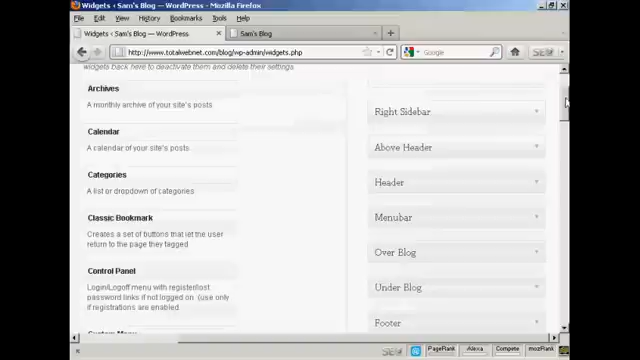 Widgets ‹ Sam's Blog — WordPress - Mozilla Firefox
File Edit View History Bookmarks Tools Help
Widgets ‹ Sam's Blog — WordPress × Sam's Blog × +
http://www.totalwebnet.com/blog/wp-admin/widgets.php
Google
SEO
widgets back here to deactivate them and delete their settings.
Archives
A monthly archive of your site's posts
Calendar
A calendar of your site's posts
Categories
A list or dropdown of categories
Classic Bookmark
Creates a set of buttons that let the user
return to the page they tagged
Control Panel
Login/Logoff menu with register/lost
password links if not logged on. (use only
if registrations are enabled
Custom Menu
Right Sidebar
Above Header
Header
Menubar
Over Blog
Under Blog
Footer
SEO PageRank Alexa Compete mozRank